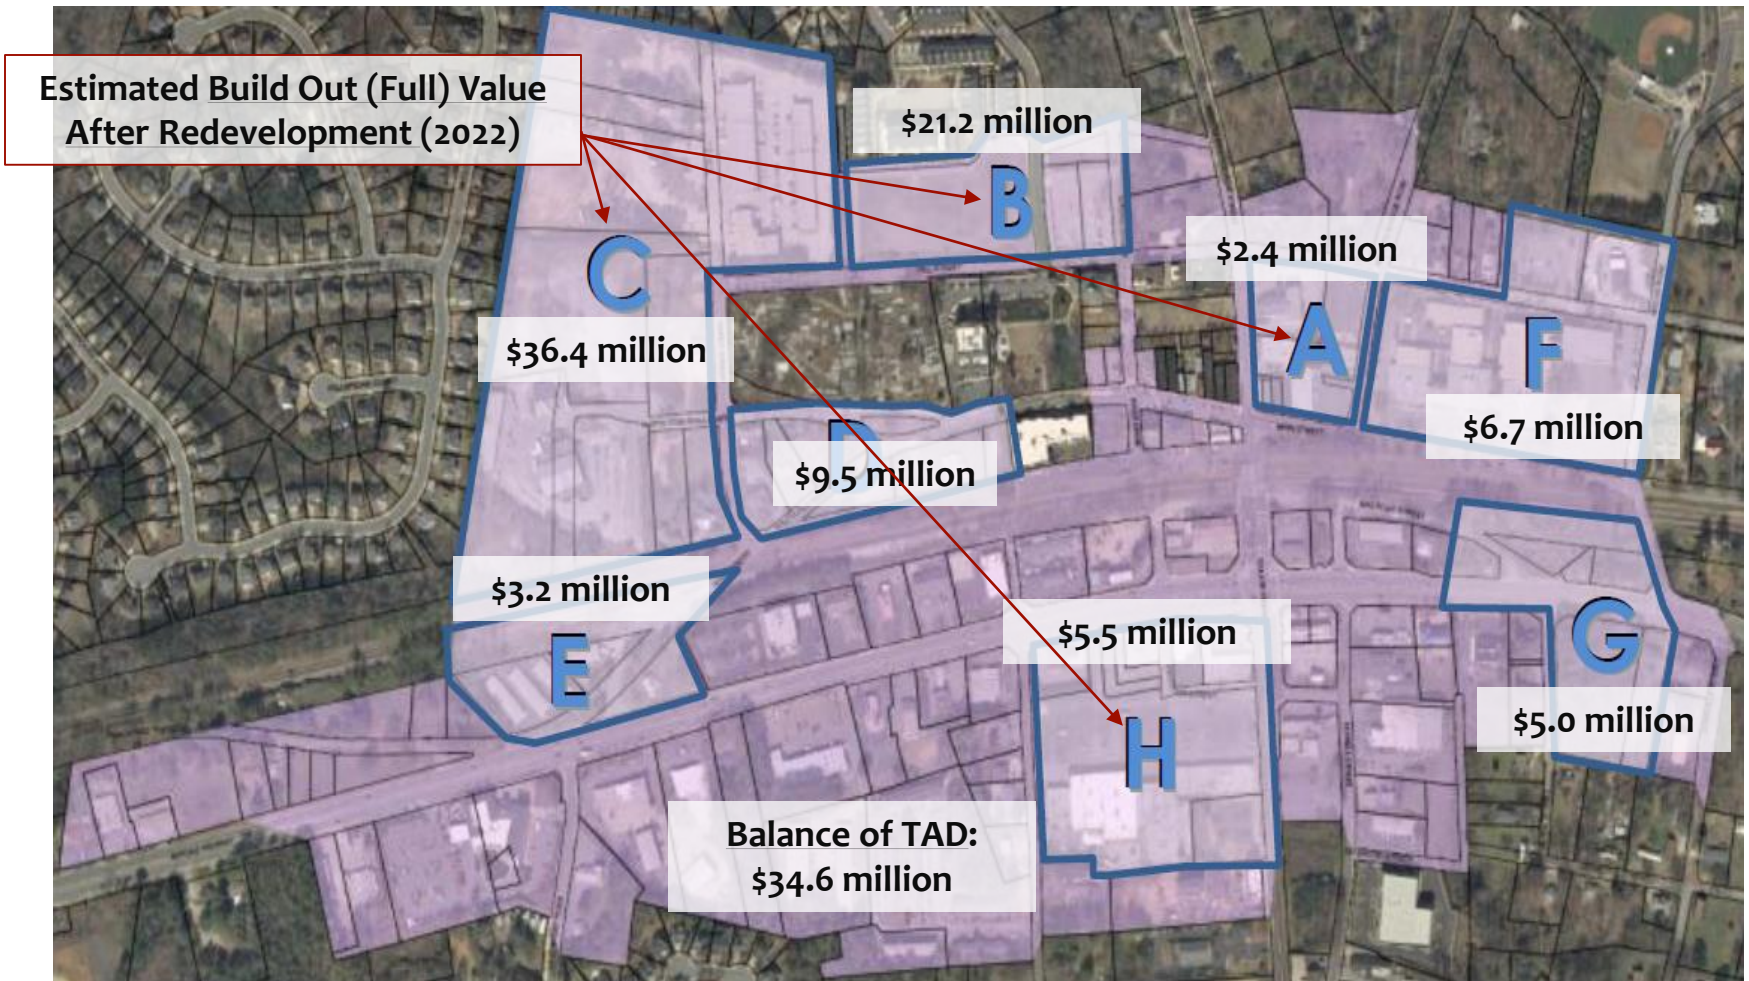 Estimated Build Out (Full) Value
After Redevelopment (2022)
$21.2 million
B
$2.4 million
C
A
F
$36.4 million
$6.7 million
D
$9.5 million
$3.2 million
E
$5.5 million
G
$5.0 million
H
Balance of TAD:
$34.6 million